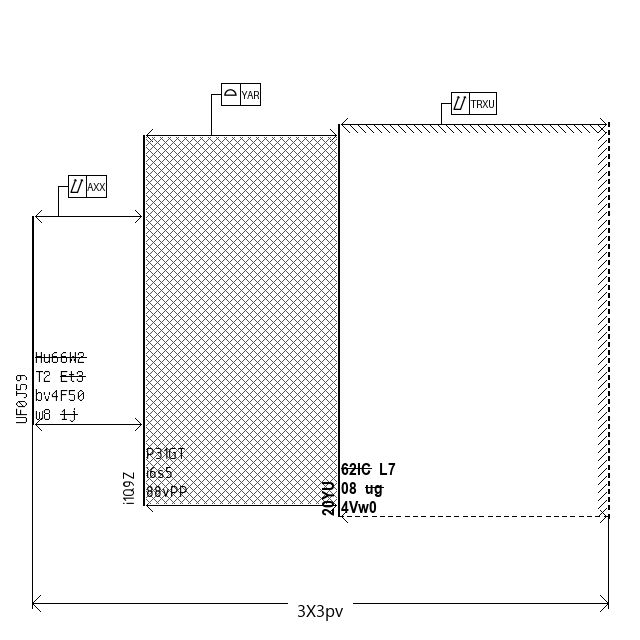 YAR
TRXU
AXX
Hu66W2
T2 Et3
bv4F50
w8 1j
UF0J59
P31GT
i6s5
88vPP
i1Q9Z
62IC L7
08 ug
4Vw0
20YU
3X3pv